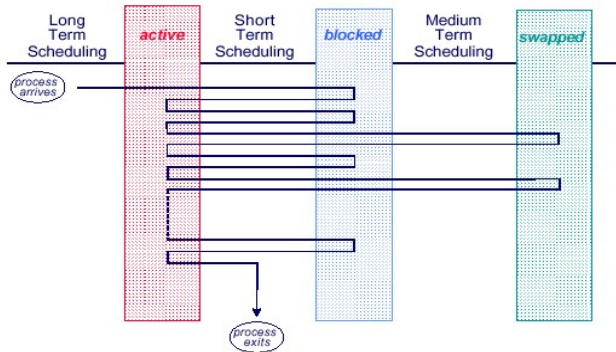 Long
Term
Scheduling
active
Short
Term
Scheduling
blocked
Medium
Term
Scheduling
swapped
process
arrives
process
exits